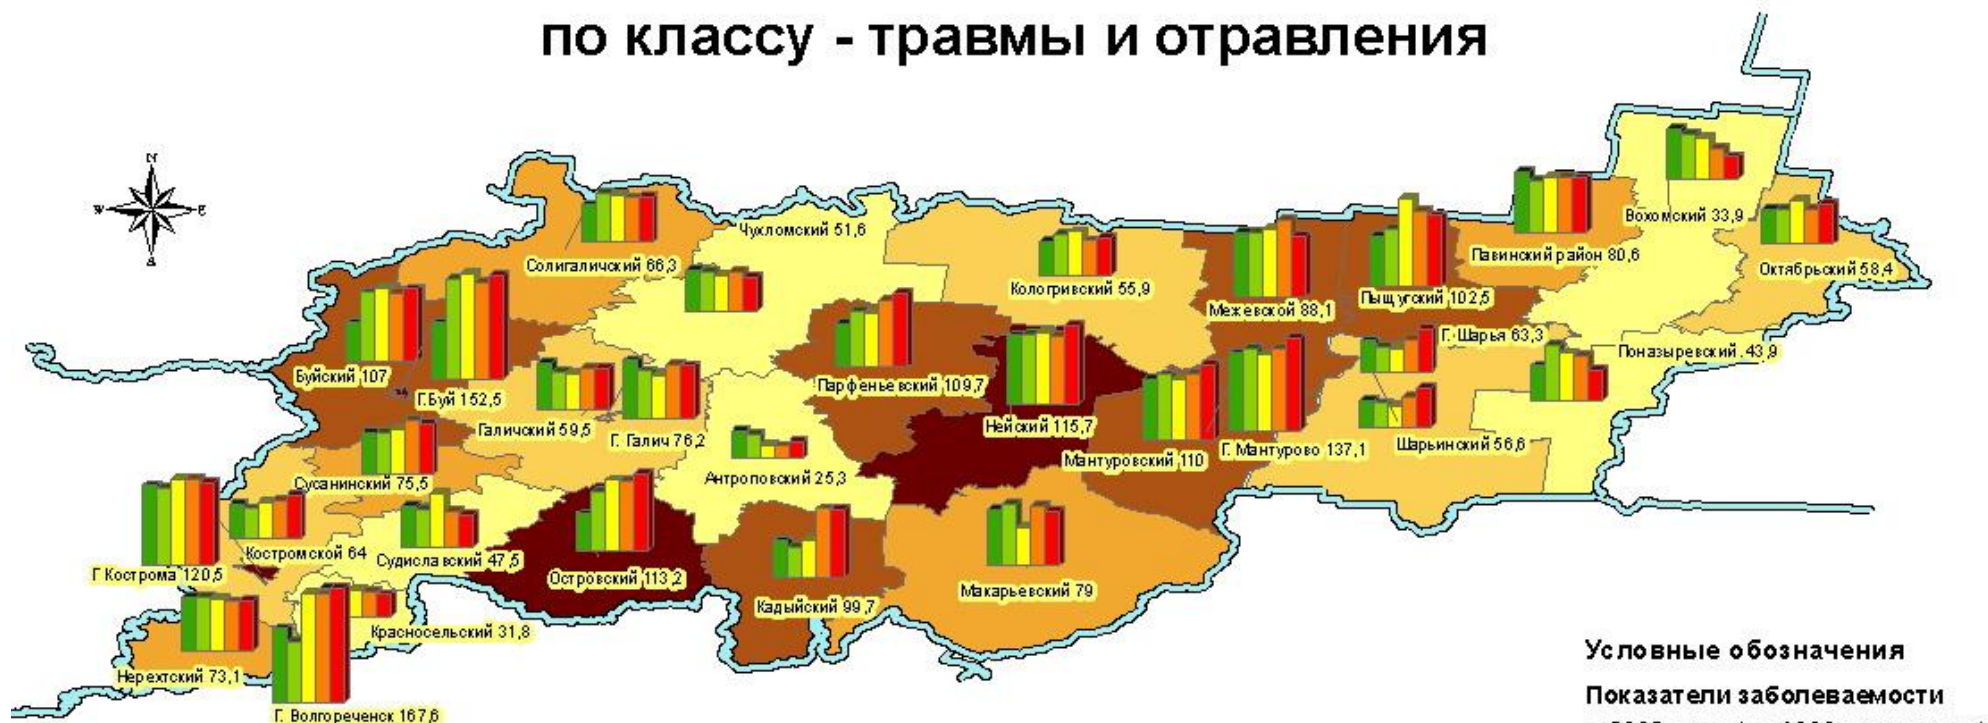 по классу - травмы и отравления
N
W
E
Чухломский 51,6
Вохомский 33,9
Солигаличский 66,3
Павинский район 80,6
Октябрьский 58,4
Кологривский 55,9
Межевской 88,1
Пыщугский 102,5
Г. Шарья 63,3
Поназыревский 43,9
Буйский 107
Г.Буй 152,5
Парфеньевский 109,7
Галичский 59,5
Г. Галич 76,2
Нейский 115,7
Мантуровский 110
Г. Мантурово 137,1
Шарьинский 56,6
Антроповский 25,3
Сусанинский 75,5
Костромской 64
Судиславский 47,5
Г Кострома 120,5
Островский 113,2
Кадыйский 99,7
Макарьевский 79
Красносельский 31,8
Нерехтский 73,1
Г. Волгореченск 167,6
Условные обозначения
Показатели заболеваемости